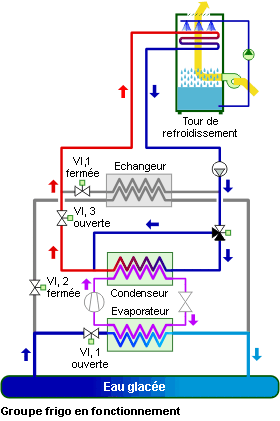 Tour de
refroidissement
VI,1
fermée
Echangeur
VI, 3
ouverte
VI, 2
fermée
Condenseur
Evaporateur
VI, 1
ouverte
Eau glacée
Groupe frigo en fonctionnement